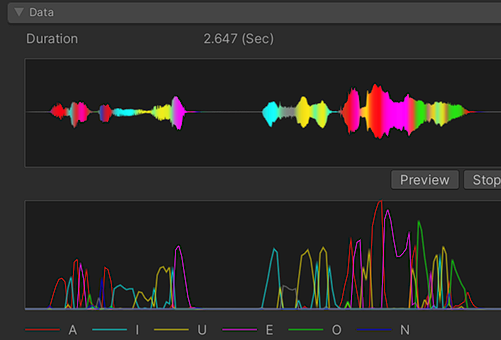 Data
Duration 2.647 (Sec)
Preview Stop
A I U E O N